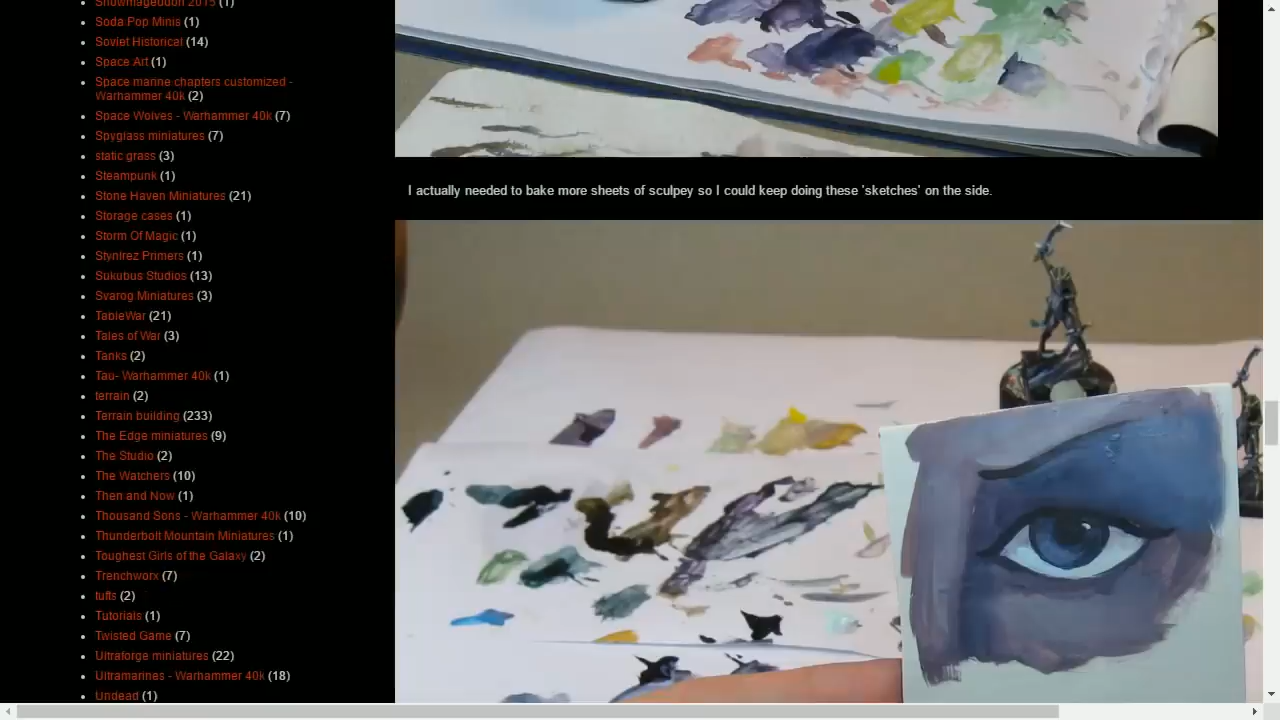 Snowmageddon 2015 (1)
Soda Pop Minis (1)
Soviet Historical (14)
Space Art (1)
Space marine chapters customized -
Warhammer 40k (2)
Space Wolves - Warhammer 40k (7)
Spyglass miniatures (7)
static grass (3)
Steampunk (1)
Stone Haven Miniatures (21)
Storage cases (1)
Storm Of Magic (1)
Stynlrez Primers (1)
Sukubus Studios (13)
Svarog Miniatures (3)
TableWar (21)
Tales of War (3)
Tanks (2)
Tau- Warhammer 40k (1)
terrain (2)
Terrain building (233)
The Edge miniatures (9)
The Studio (2)
The Watchers (10)
Then and Now (1)
Thousand Sons - Warhammer 40k (10)
Thunderbolt Mountain Miniatures (1)
Toughest Girls of the Galaxy (2)
Trenchworx (7)
tufts (2)
Tutorials (1)
Twisted Game (7)
Ultraforge miniatures (22)
Ultramarines - Warhammer 40k (18)
Undead (1)
I actually needed to bake more sheets of sculpey so I could keep doing these 'sketches' on the side.